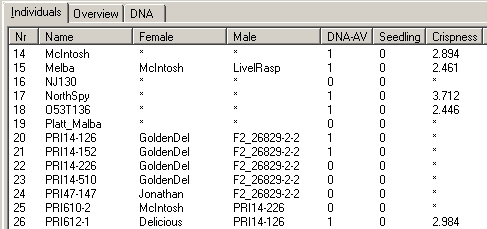 Individuals Overview DNA
Nr Name Female Male DNA-AV Seedling Crispness
14 McIntosh * * 1 0 2.894
15 Melba McIntosh LivelRasp 1 0 2.461
16 NJ130 * * 0 0 *
17 NorthSpy * * 1 0 3.712
18 O53T136 * * 1 0 2.446
19 Platt_Malba * * 0 0 *
20 PRI14-126 GoldenDel F2_26829-2-2 1 0 *
21 PRI14-152 GoldenDel F2_26829-2-2 1 0 *
22 PRI14-226 GoldenDel F2_26829-2-2 0 0 *
23 PRI14-510 GoldenDel F2_26829-2-2 0 0 *
24 PRI47-147 Jonathan F2_26829-2-2 0 0 *
25 PRI610-2 McIntosh PRI14-226 0 0 *
26 PRI612-1 Delicious PRI14-126 1 0 2.984